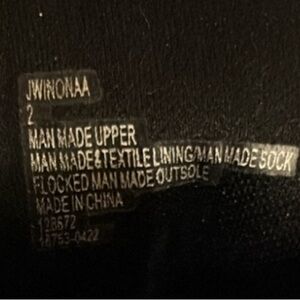 JWINONAA
2
MAN MADE UPPER
MAN MADE&TEXTILE LINING/MAN MADE SOCK
FLOCKED MAN MADE OUTSOLE
MADE IN CHINA